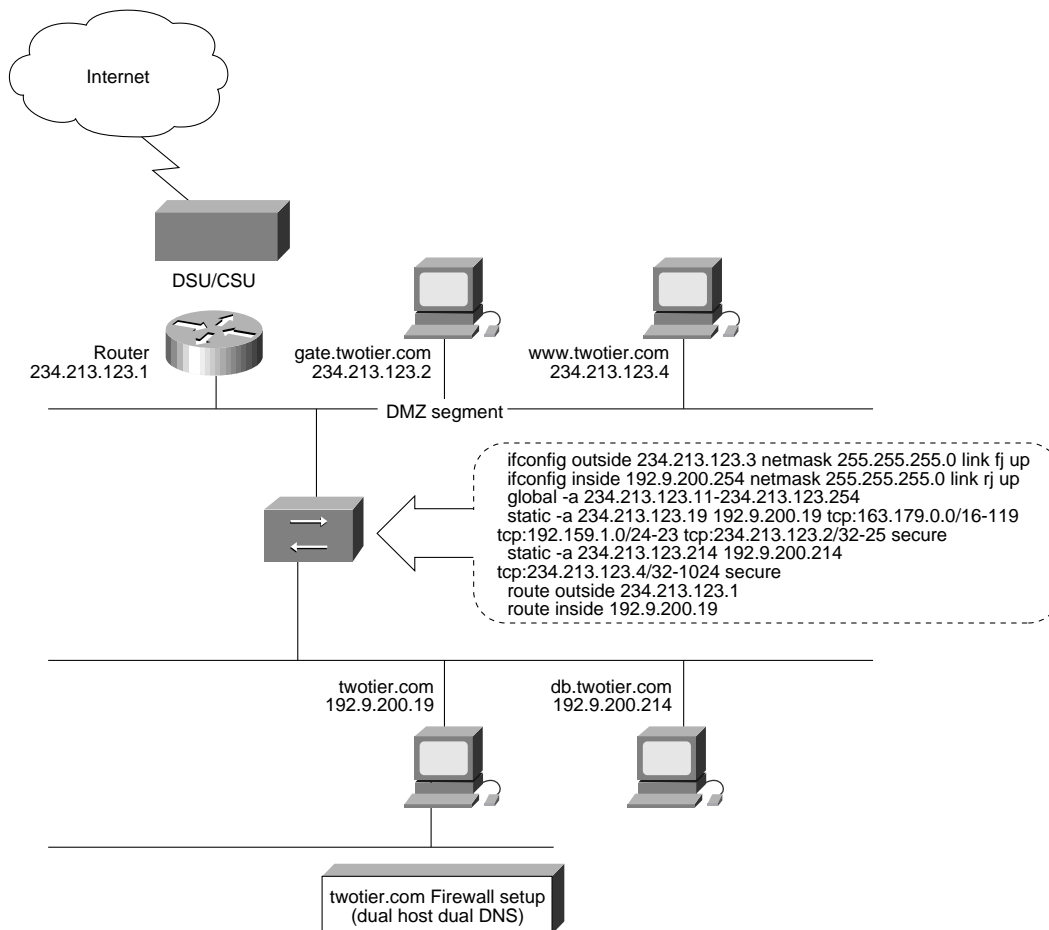 Internet
DSU/CSU
Router
234.213.123.1
gate.twotier.com
234.213.123.2
www.twotier.com
234.213.123.4
DMZ segment
ifconfig outside 234.213.123.3 netmask 255.255.255.0 link fj up
ifconfig inside 192.9.200.254 netmask 255.255.255.0 link rj up
global -a 234.213.123.11-234.213.123.254
static -a 234.213.123.19 192.9.200.19 tcp:163.179.0.0/16-119
tcp:192.159.1.0/24-23 tcp:234.213.123.2/32-25 secure
static -a 234.213.123.214 192.9.200.214
tcp:234.213.123.4/32-1024 secure
route outside 234.213.123.1
route inside 192.9.200.19
twotier.com
192.9.200.19
db.twotier.com
192.9.200.214
twotier.com Firewall setup
(dual host dual DNS)